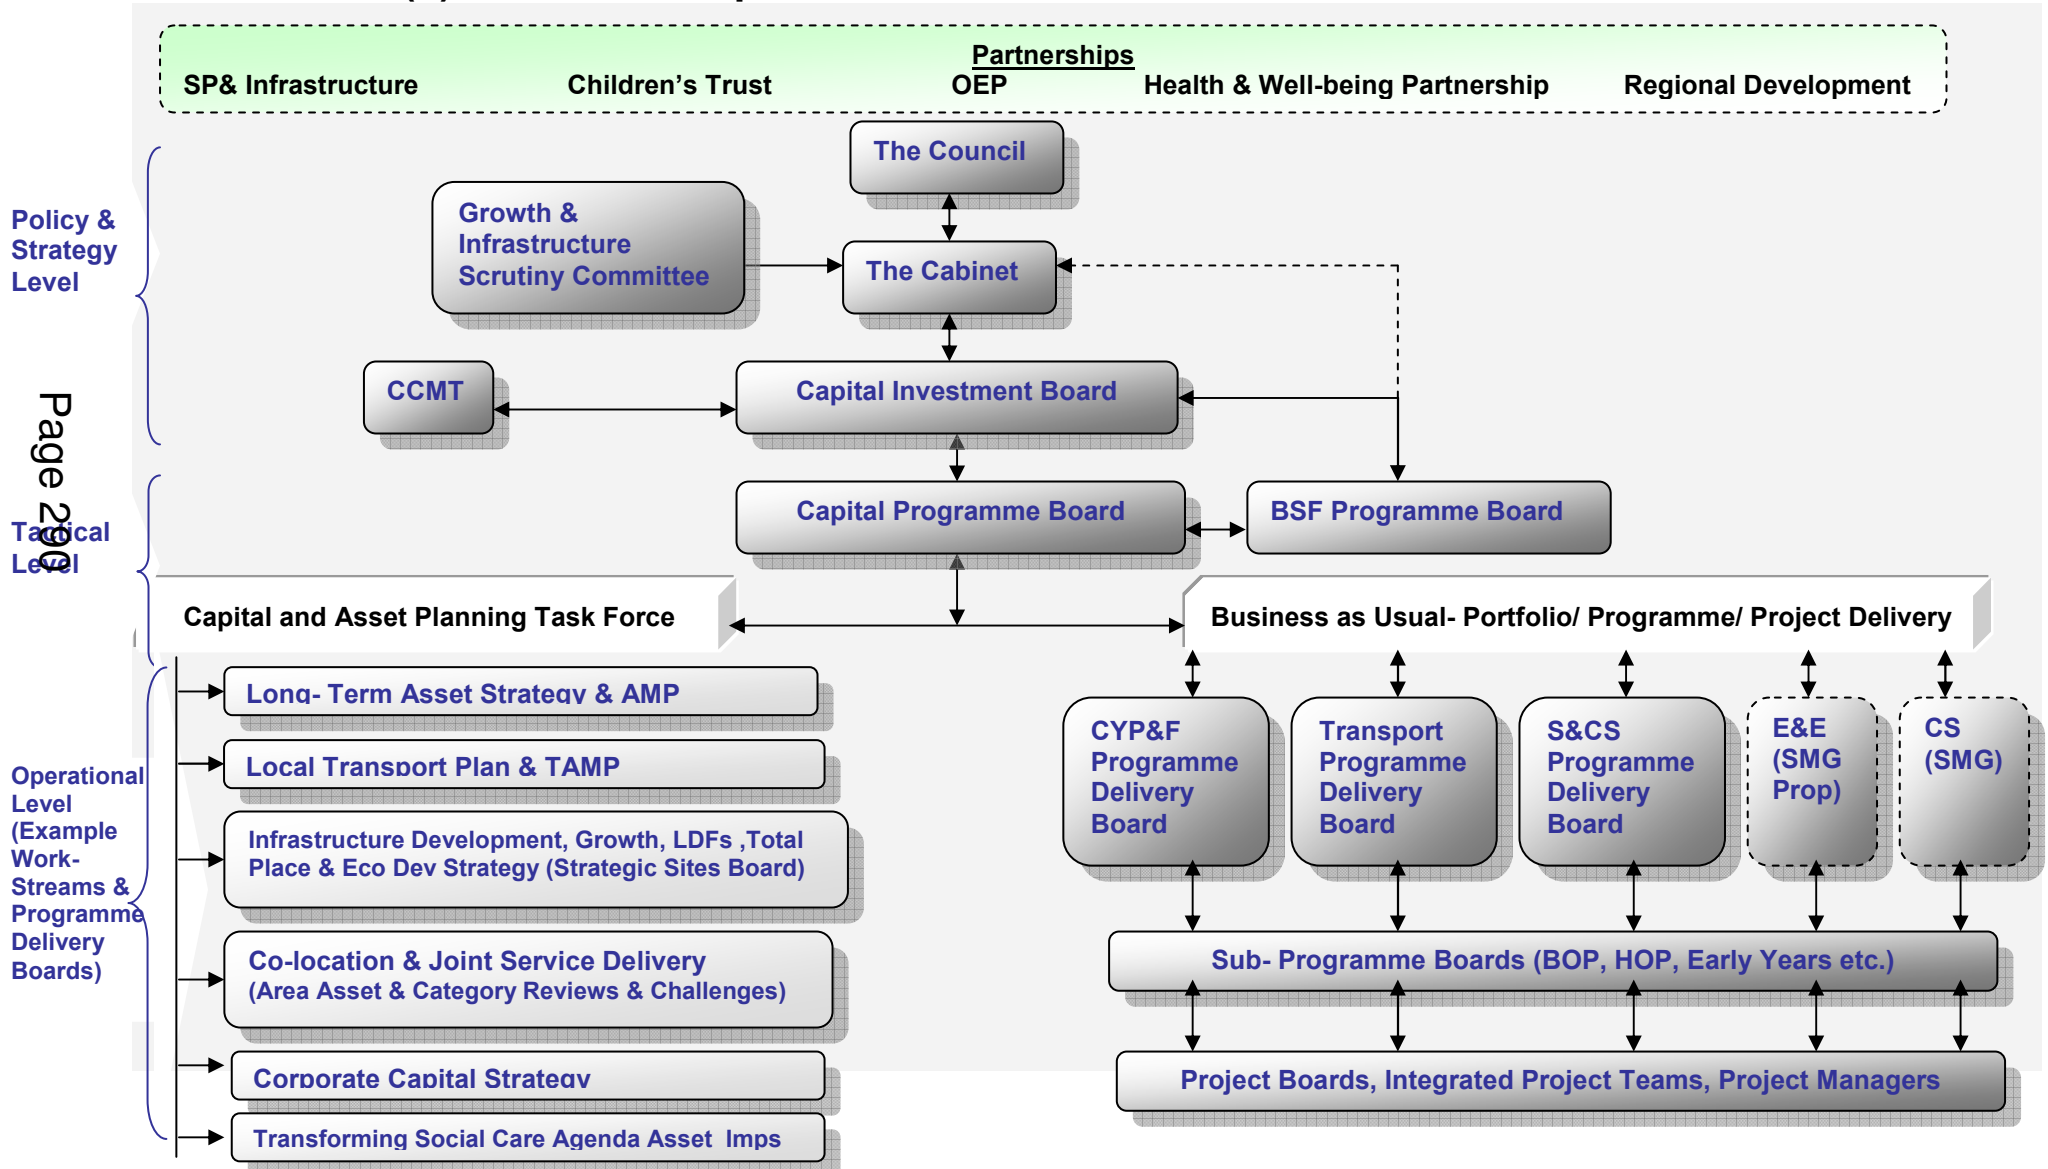 Partnerships
SP& Infrastructure Children's Trust OEP Health & Well-being Partnership Regional Development
The Council
Growth &
Infrastructure
Scrutiny Committee
The Cabinet
Policy &
Strategy
Level
CCMT
Capital Investment Board
Page 290
Capital Programme Board
BSF Programme Board
Tactical
Level
Capital and Asset Planning Task Force
Business as Usual- Portfolio/ Programme/ Project Delivery
Operational
Level
(Example
Work-
Streams &
Programme
Delivery
Boards)
Long- Term Asset Strategy & AMP
Local Transport Plan & TAMP
Infrastructure Development, Growth, LDFs ,Total
Place & Eco Dev Strategy (Strategic Sites Board)
Co-location & Joint Service Delivery
(Area Asset & Category Reviews & Challenges)
Corporate Capital Strategy
Transforming Social Care Agenda Asset Imps
CYP&F
Programme
Delivery
Board
Transport
Programme
Delivery
Board
S&CS
Programme
Delivery
Board
E&E
(SMG
Prop)
CS
(SMG)
Sub- Programme Boards (BOP, HOP, Early Years etc.)
Project Boards, Integrated Project Teams, Project Managers